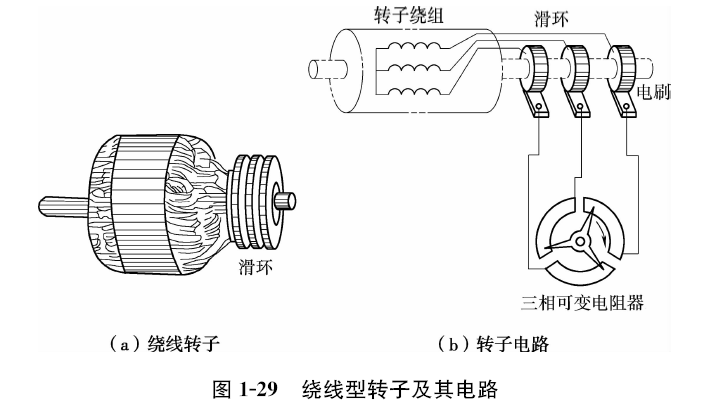 转子绕组
滑环
电刷
滑环
三相可变电阻器
（a）绕线转子
（b）转子电路
图 1-29 绕线型转子及其电路